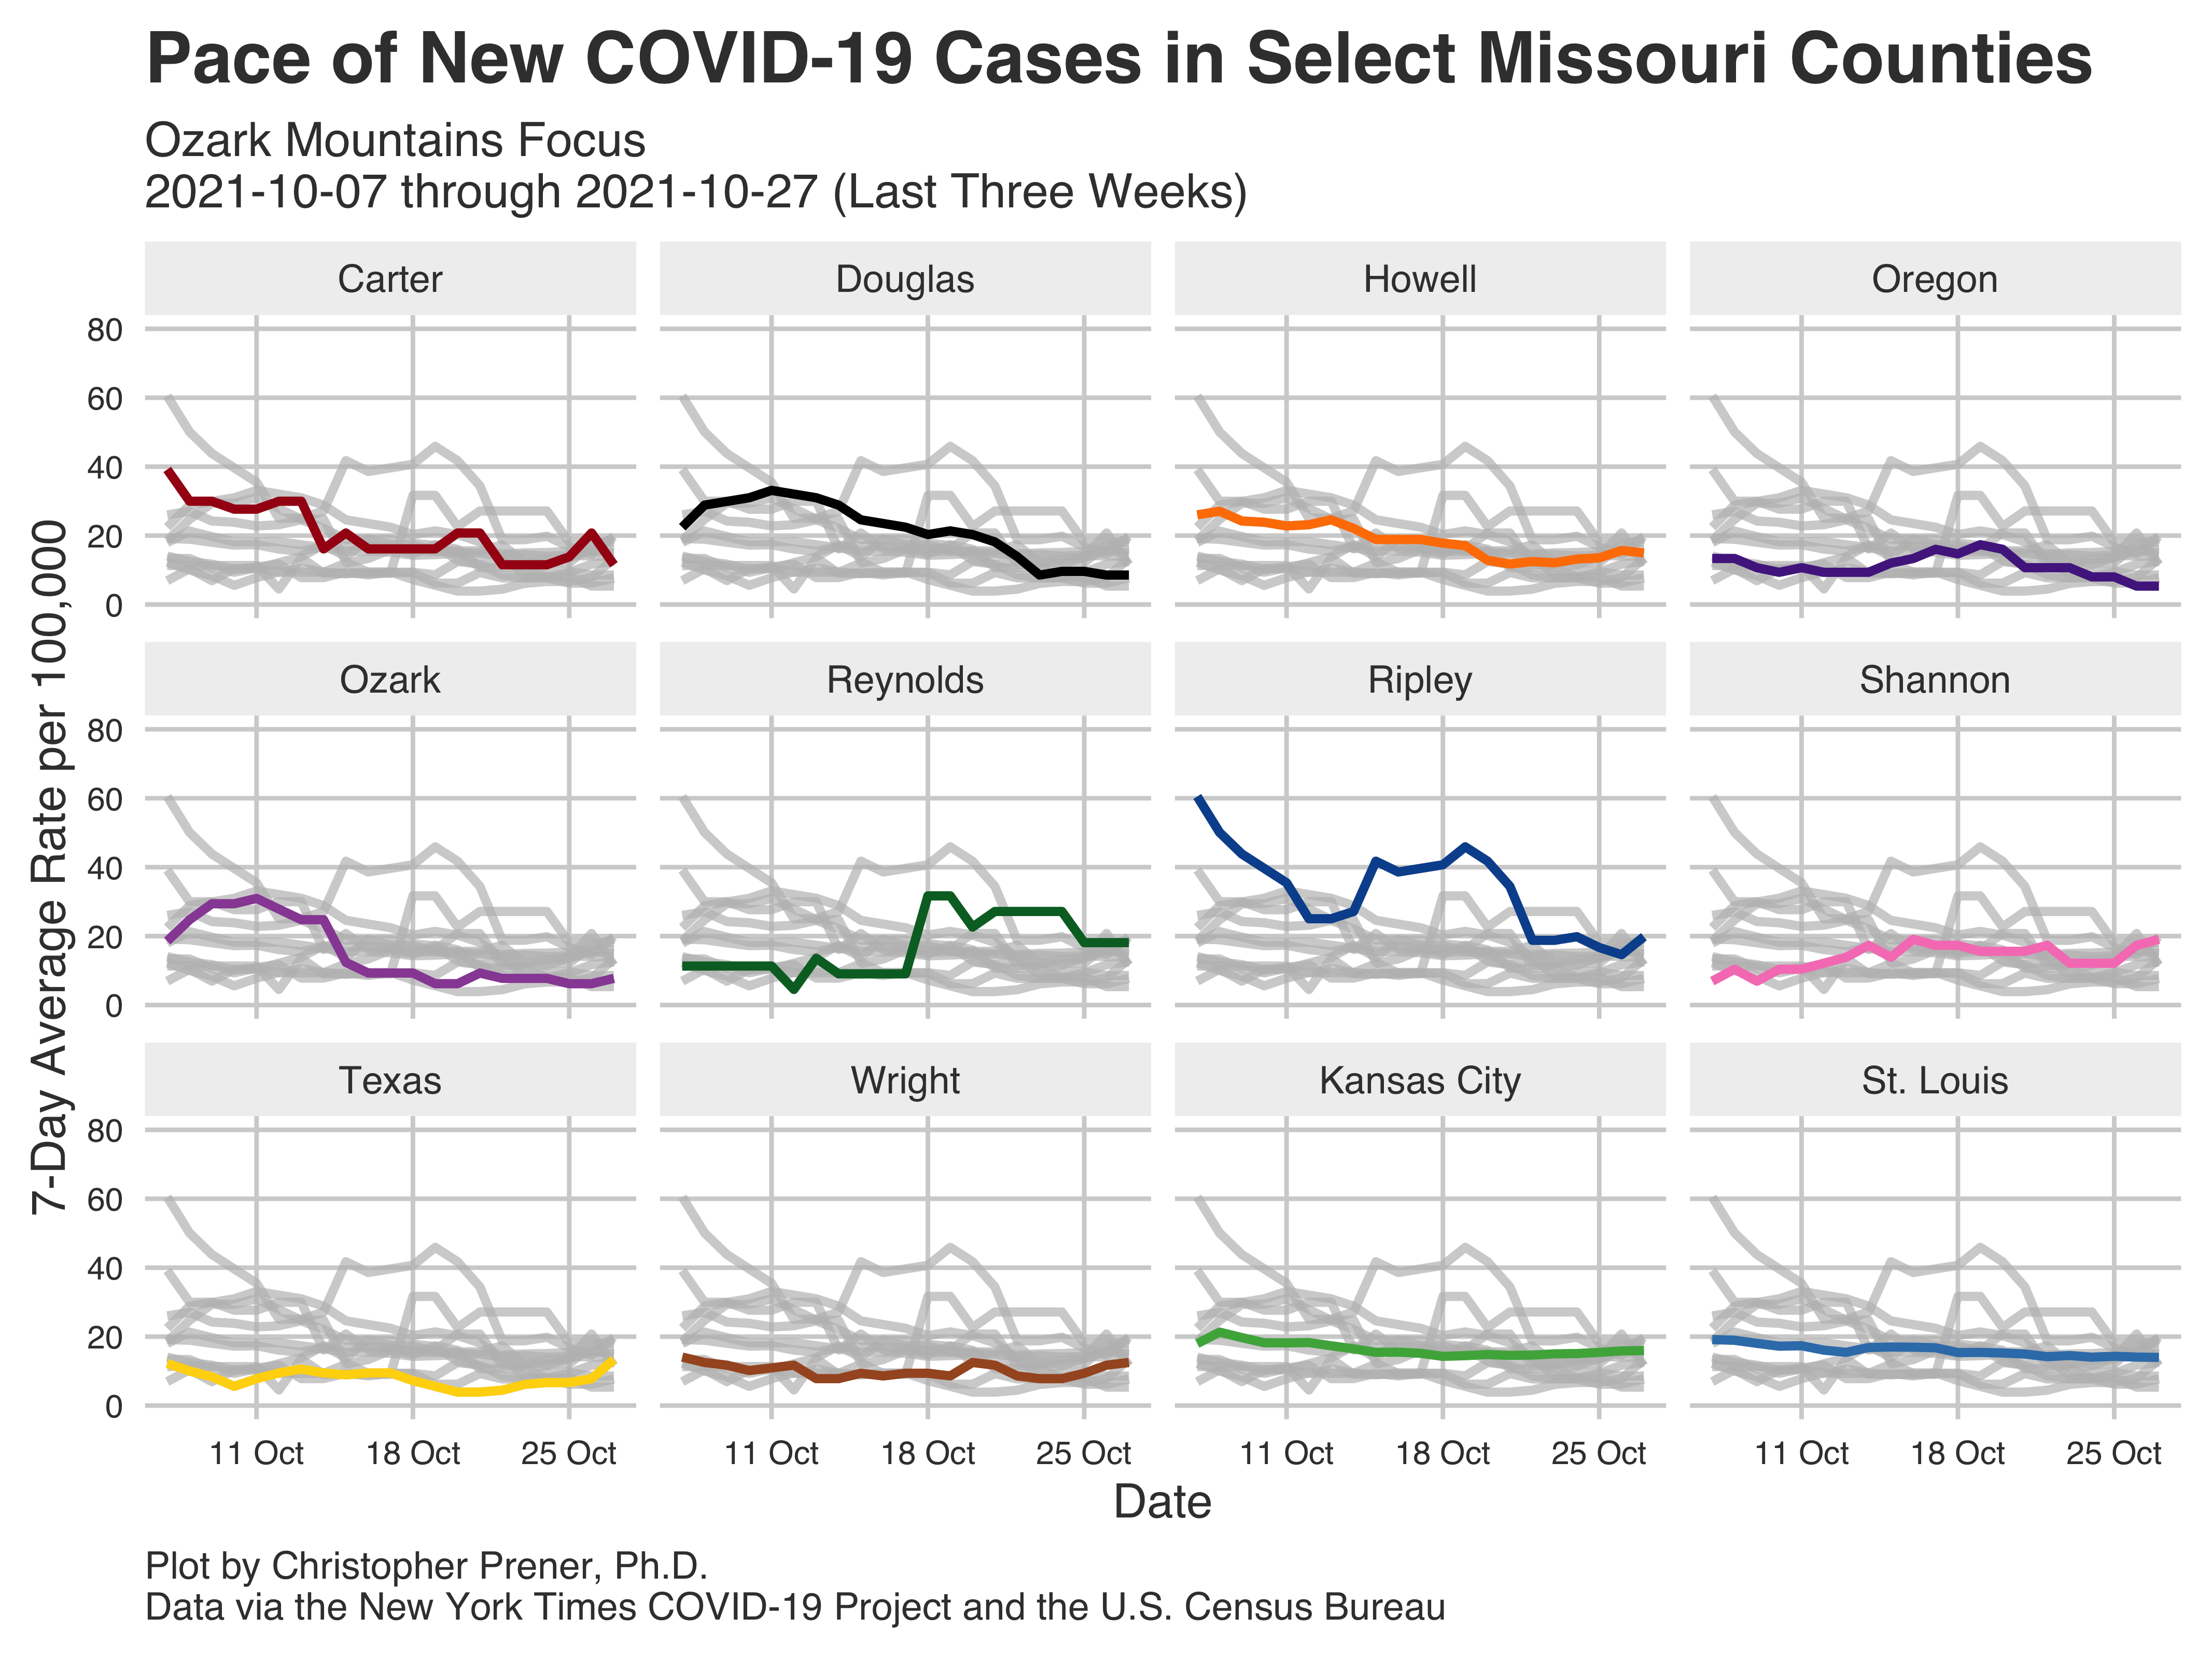 Pace of New COVID-19 Cases in Select Missouri Counties
Ozark Mountains Focus
2021-10-07 through 2021-10-27 (Last Three Weeks)
7-Day Average Rate per 100,000
Carter Douglas Howell Oregon
80
60
40
20
0
Ozark Reynolds Ripley Shannon
80
60
40
20
0
Texas Wright Kansas City St. Louis
80
60
40
20
0
11 Oct 18 Oct 25 Oct 11 Oct 18 Oct 25 Oct 11 Oct 18 Oct 25 Oct 11 Oct 18 Oct 25 Oct
Date
Plot by Christopher Prener, Ph.D.
Data via the New York Times COVID-19 Project and the U.S. Census Bureau